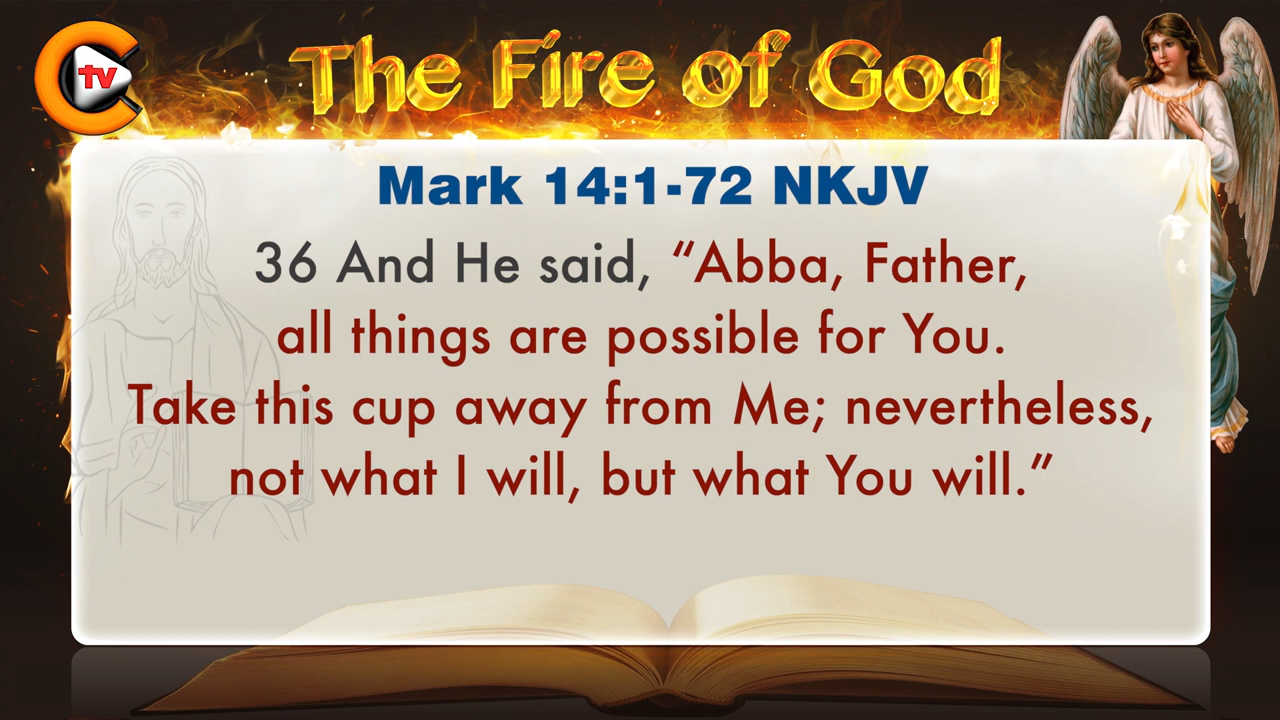 tv
The Fire of God
Mark 14:1-72 NKJV
36 And He said, “Abba, Father,
all things are possible for You.
Take this cup away from Me; nevertheless,
not what I will, but what You will.”